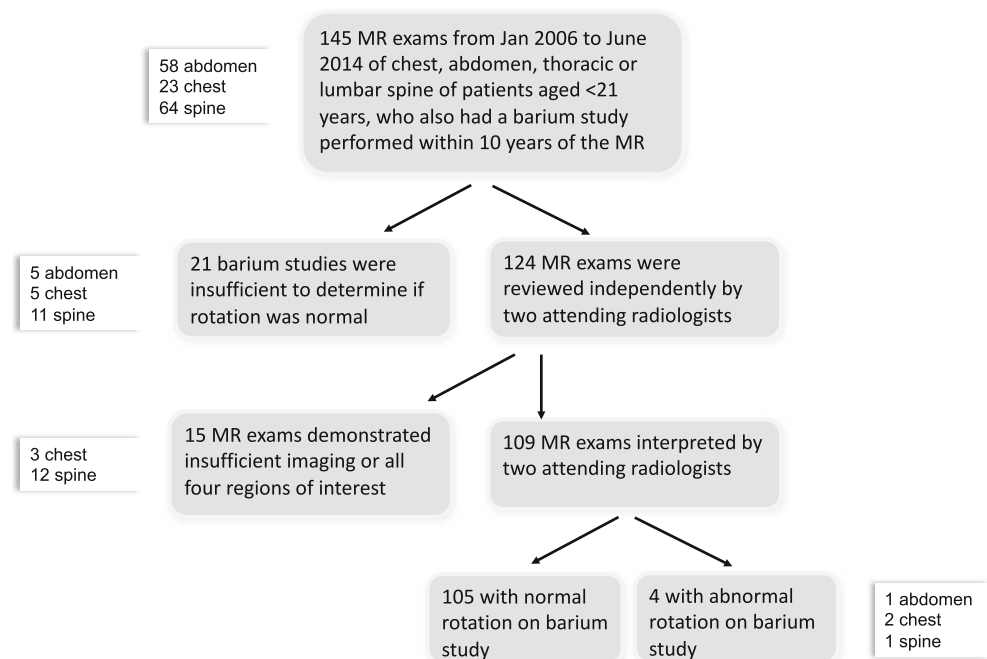 145 MR exams from Jan 2006 to June
2014 of chest, abdomen, thoracic or
lumbar spine of patients aged <21
years, who also had a barium study
performed within 10 years of the MR
58 abdomen
23 chest
64 spine
5 abdomen
5 chest
11 spine
21 barium studies were
insufficient to determine if
rotation was normal
124 MR exams were
reviewed independently by
two attending radiologists
3 chest
12 spine
15 MR exams demonstrated
insufficient imaging or all
four regions of interest
109 MR exams interpreted by
two attending radiologists
105 with normal
rotation on barium
study
4 with abnormal
rotation on barium
study
1 abdomen
2 chest
1 spine